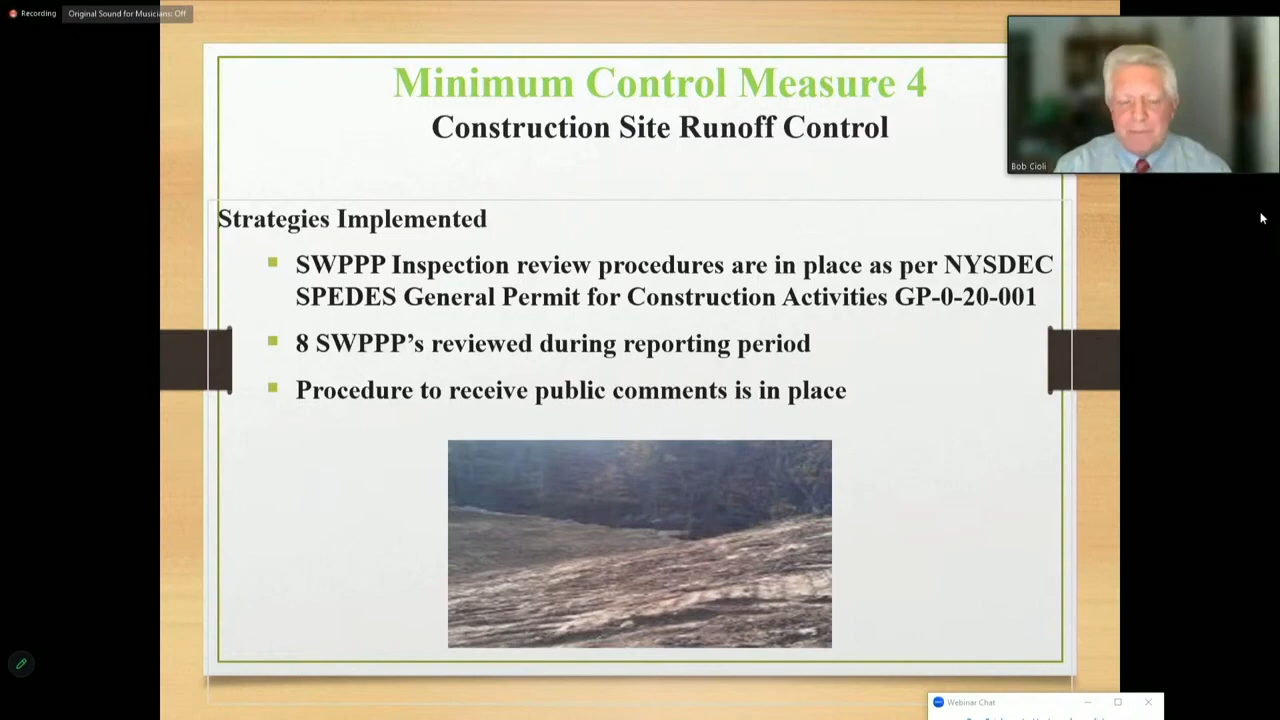 Recording
Original Sound for Musicians: Off
Minimum Control Measure 4
Construction Site Runoff Control
Bob Cioli
Strategies Implemented
SWPPP Inspection review procedures are in place as per NYSDEC
SPEDES General Permit for Construction Activities GP-0-20-001
8 SWPPP’s reviewed during reporting period
Procedure to receive public comments is in place
Webinar Chat